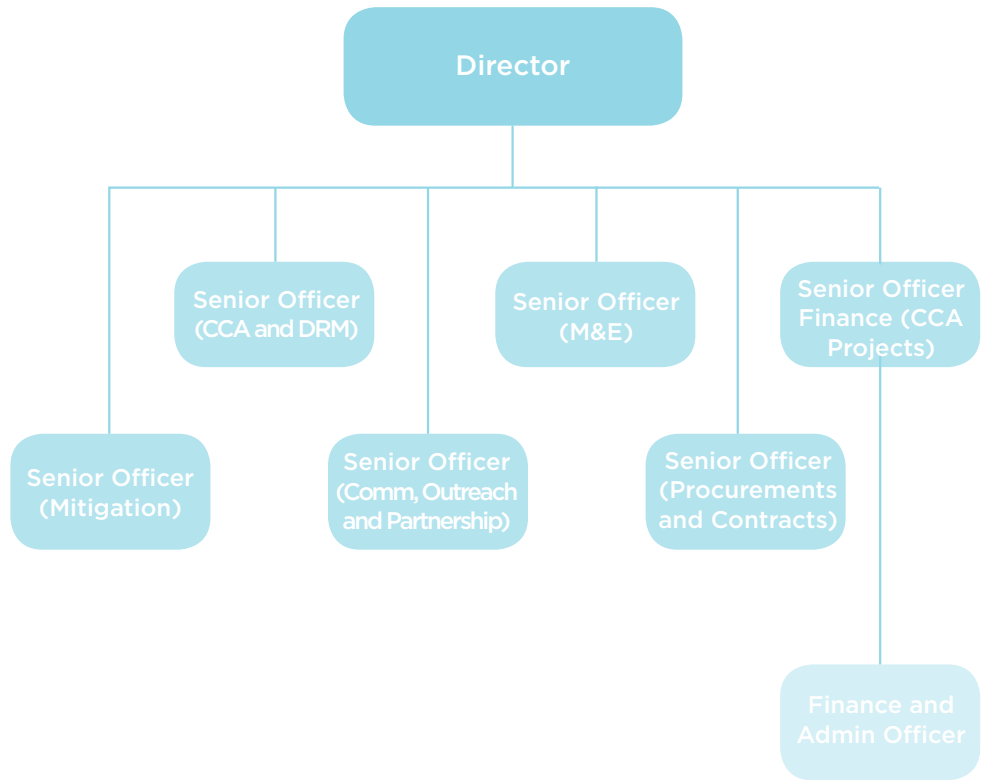 Director
Senior Officer
(CCA and DRM)
Senior Officer
(M&E)
Senior Officer
Finance (CCA
Projects)
Senior Officer
(Mitigation)
Senior Officer
(Comm, Outreach
and Partnership)
Senior Officer
(Procurements
and Contracts)
Finance and
Admin Officer